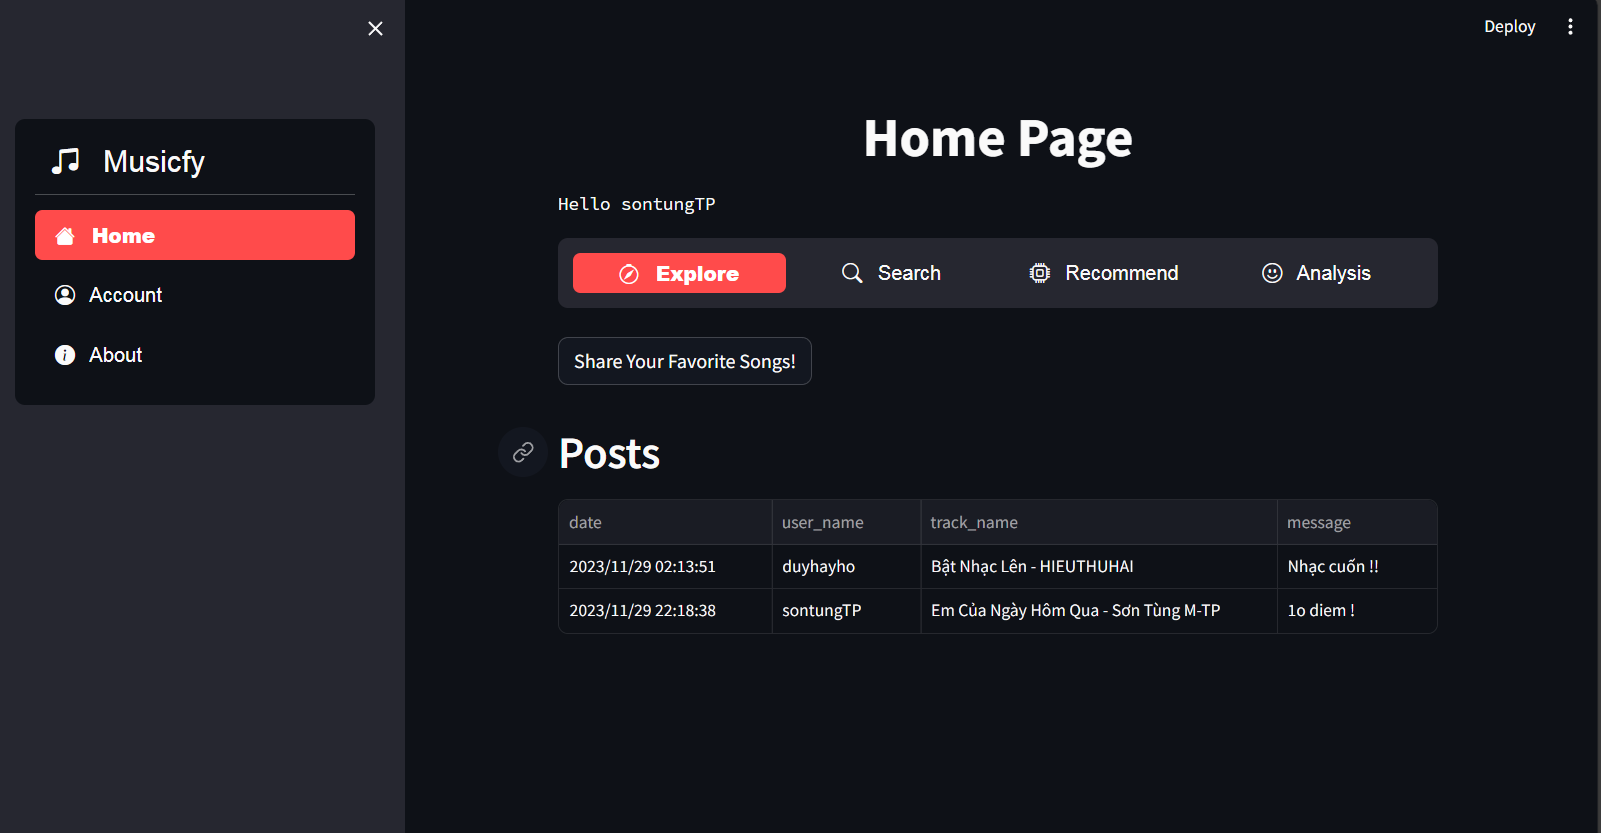 Deploy
Musicfy
Home
Account
About
Home Page
Hello sontungTP
Explore Search Recommend Analysis
Share Your Favorite Songs!
Posts
date user_name track_name message
2023/11/29 02:13:51 duyhayho Bật Nhạc Lên - HIEUTHUHAI Nhạc cuốn !!
2023/11/29 22:18:38 sontungTP Em Của Ngày Hôm Qua - Sơn Tùng M-TP 1o diem !